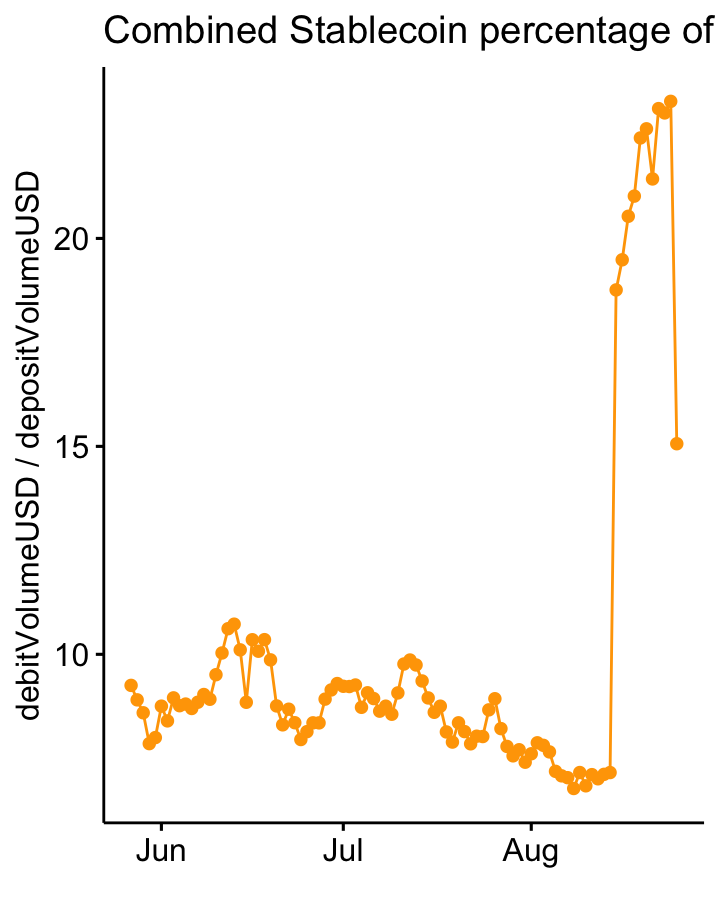 Combined Stablecoin percentage of
debitVolumeUSD / depositVolumeUSD
20
15
10
Jun Jul Aug